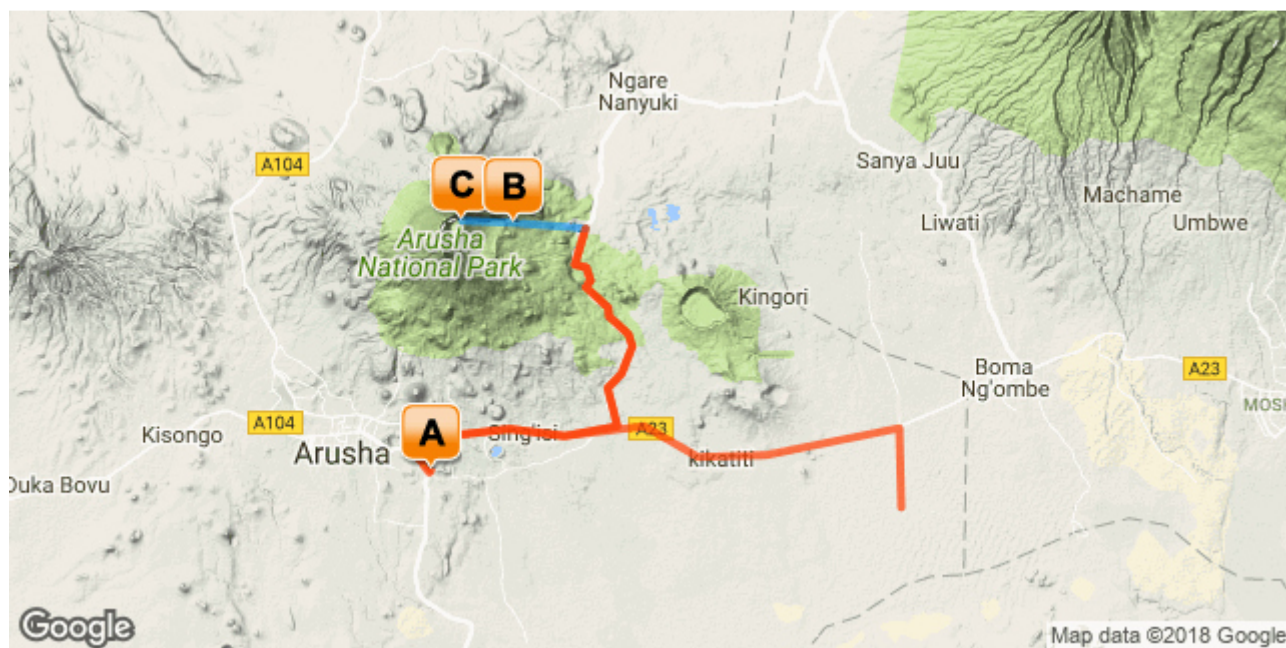 Ngare
Nanyuki
A104
Sanya Juu
C B
Machame
Liwati
Umbwe
Arusha
National Park
Kingori
Boma
Ng'ombe
A23
A104
A
Kisongo
Sing'isi
A23
MOSH
Arusha
kikatiti
Duka Bovu
Google
Map data ©2018 Google